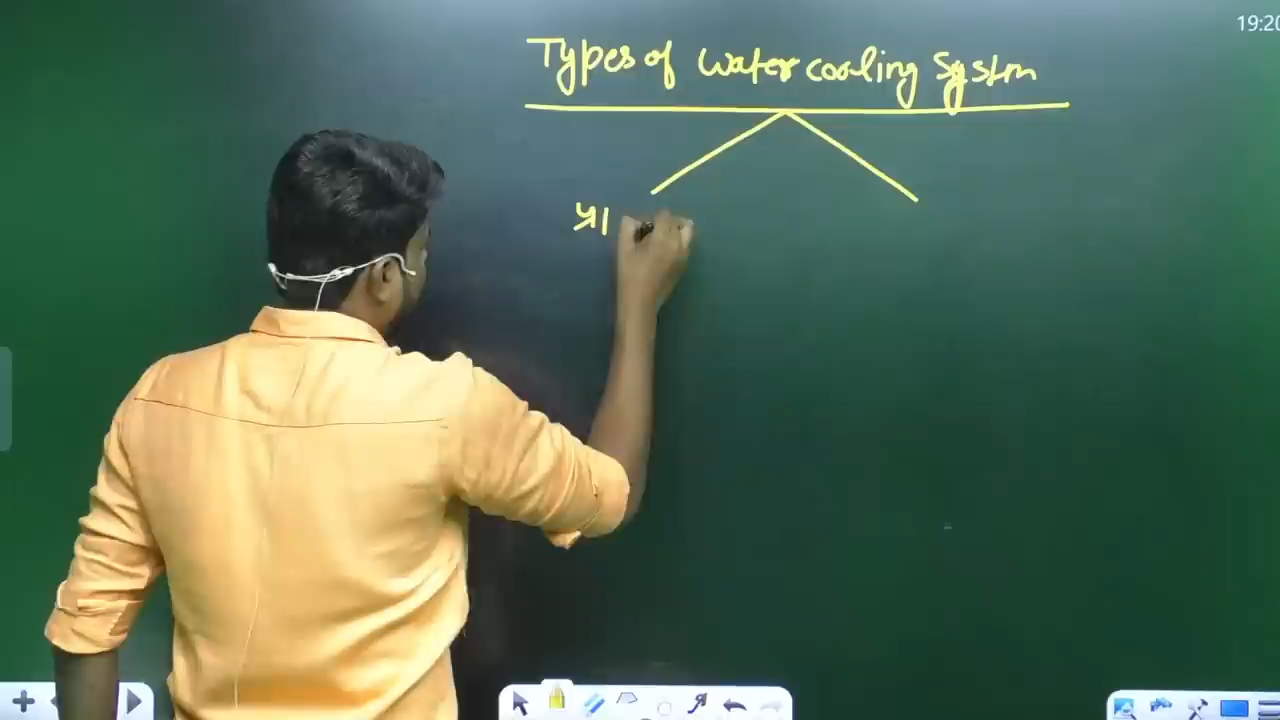 19:20
Types of water cooling System
प्रा